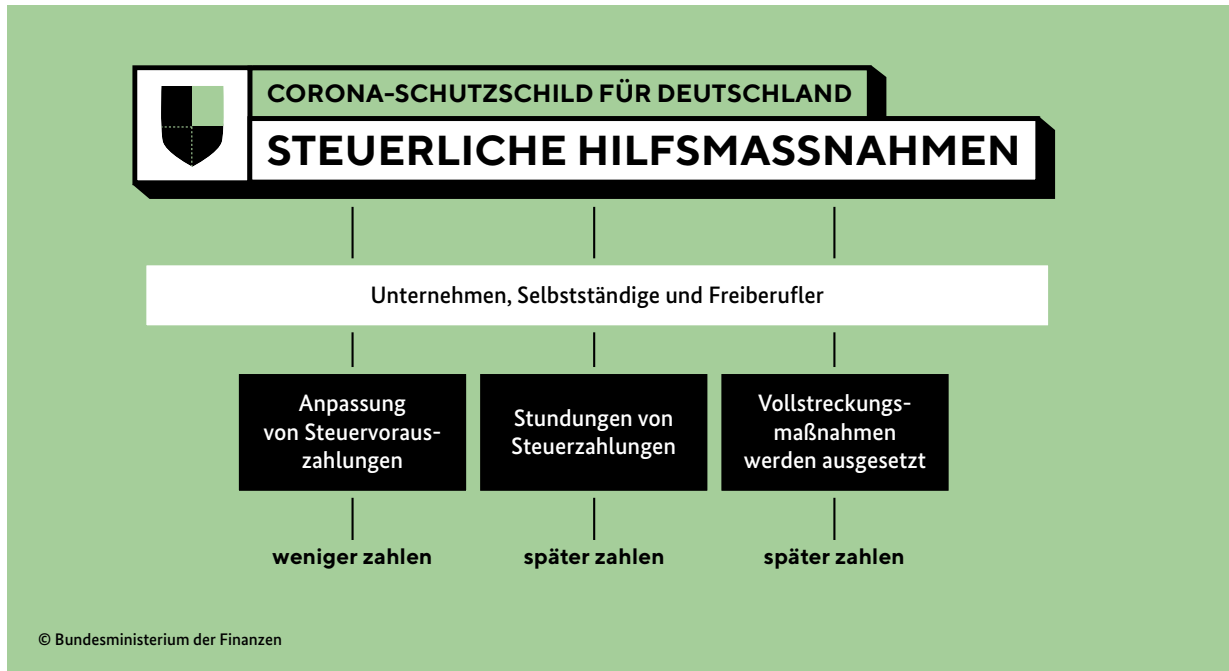 CORONA-SCHUTZSCHILD FÜR DEUTSCHLAND
STEUERLICHE HILFSMASSNAHMEN
Unternehmen, Selbstständige und Freiberufler
Anpassung
von Steuervoraus-
zahlungen
Stundungen von
Steuerzahlungen
Vollstreckungs-
maßnahmen
werden ausgesetzt
weniger zahlen
später zahlen
später zahlen
© Bundesministerium der Finanzen